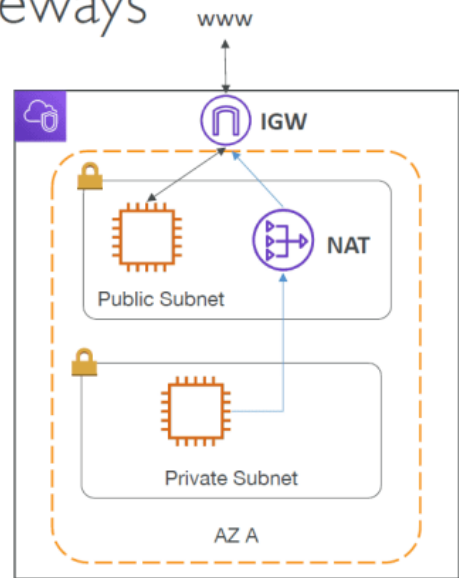 eways
www
IGW
NAT
Public Subnet
Private Subnet
AZ A